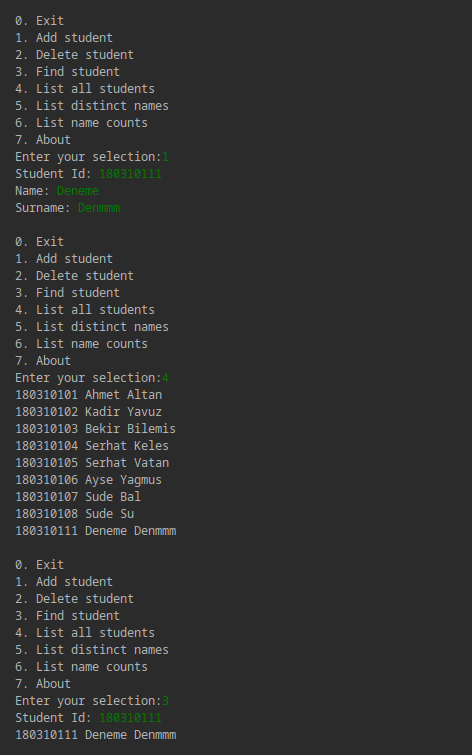 0. Exit
1. Add student
2. Delete student
3. Find student
4. List all students
5. List distinct names
6. List name counts
7. About
Enter your selection:1
Student Id: 180310111
Name: Deneme
Surname: Denmmm
0. Exit
1. Add student
2. Delete student
3. Find student
4. List all students
5. List distinct names
6. List name counts
7. About
Enter your selection:4
180310101 Ahmet Altan
180310102 Kadir Yavuz
180310103 Bekir Bilemis
180310104 Serhat Keles
180310105 Serhat Vatan
180310106 Ayse Yagmus
180310107 Sude Bal
180310108 Sude Su
180310111 Deneme Denmmm
0. Exit
1. Add student
2. Delete student
3. Find student
4. List all students
5. List distinct names
6. List name counts
7. About
Enter your selection:3
Student Id: 180310111
180310111 Deneme Denmmm